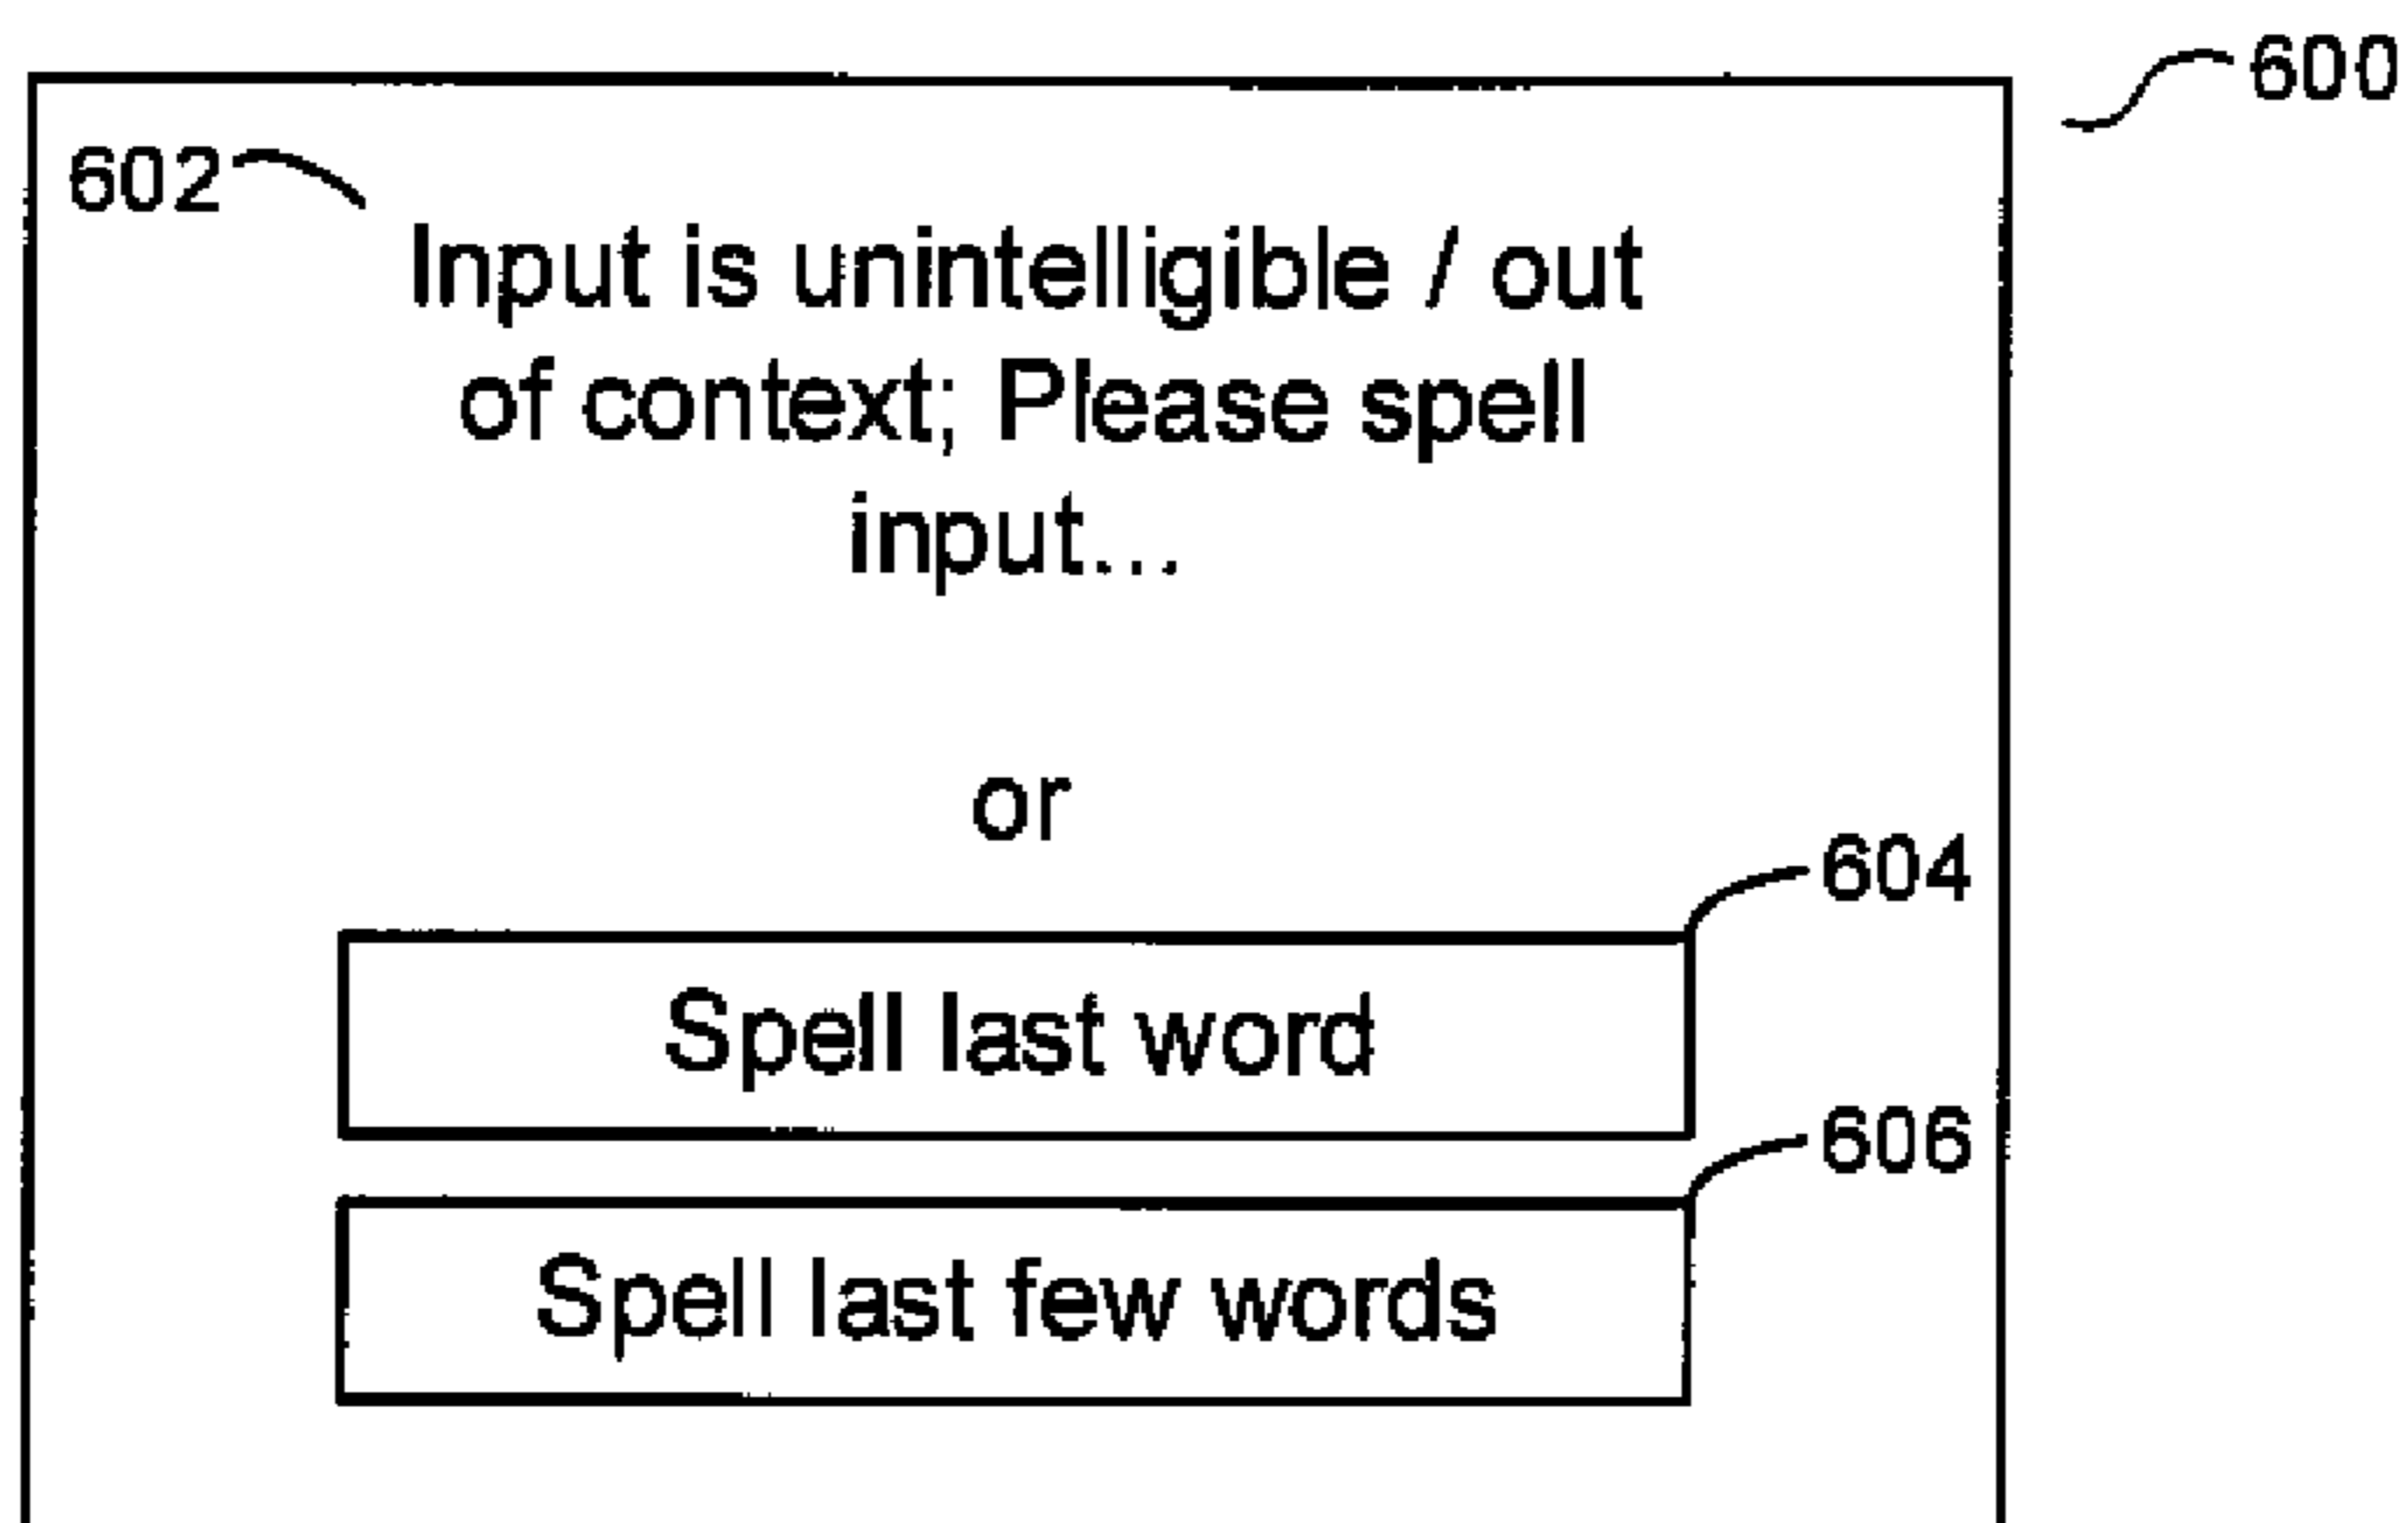 600
602
Input is unintelligible / out
of context; Please spell
input...
or
604
Spell last word
606
Spell last few words